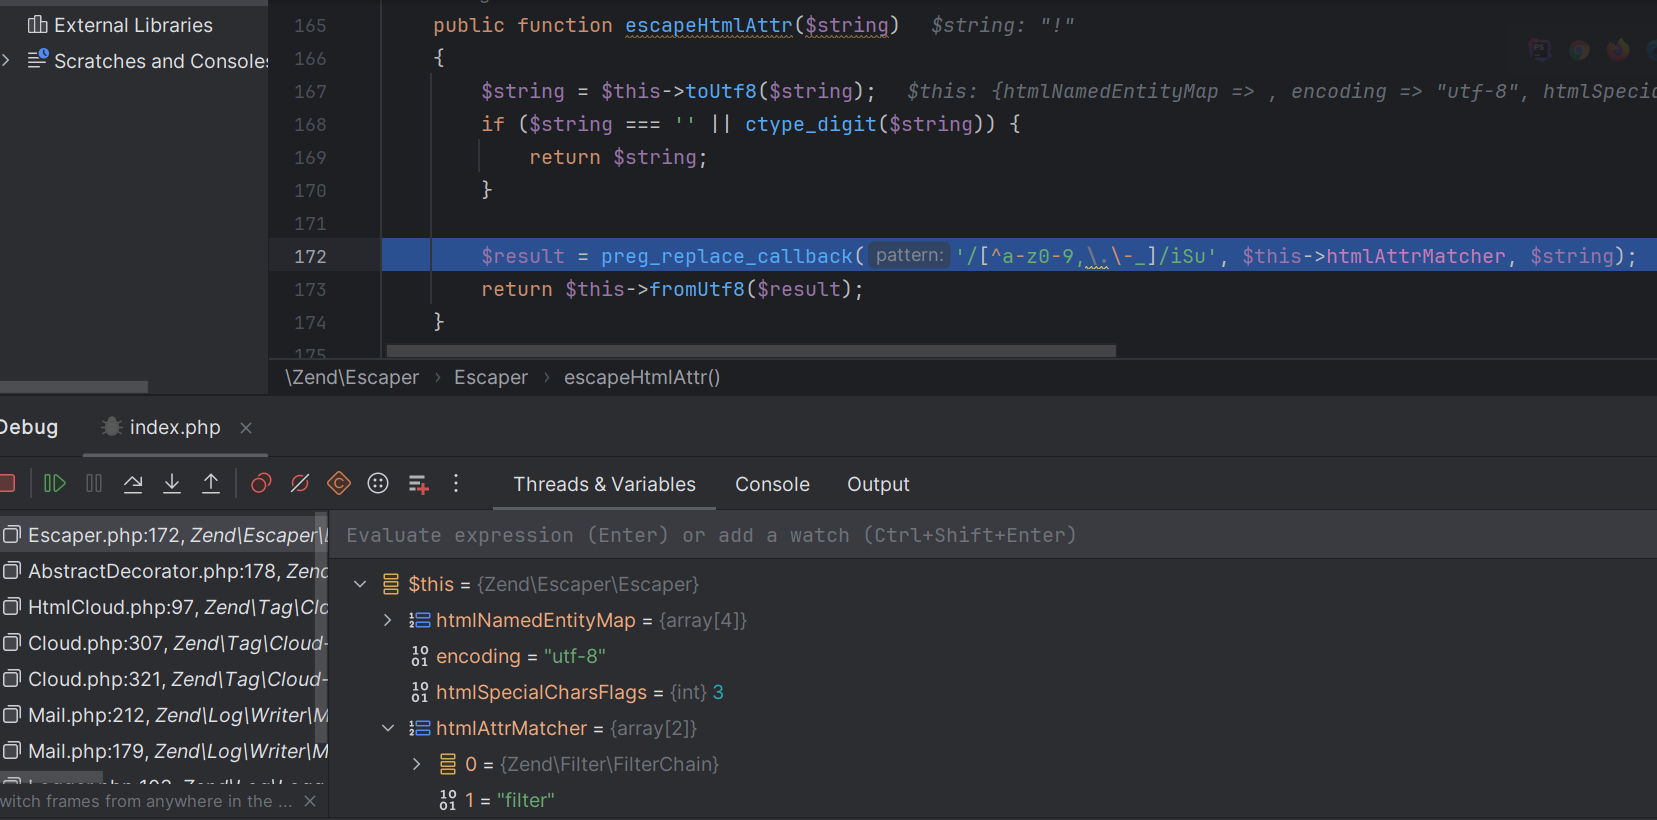 External Libraries
Scratches and Consoles
165 public function escapeHtmlAttr($string) $string: "!"
166 {
167 $string = $this->toUtf8($string); $this: {htmlNamedEntityMap => , encoding => "utf-8", htmlSpecia
168 if ($string === '' || ctype_digit($string)) {
169 return $string;
170 }
171
172 $result = preg_replace_callback( pattern: '/[^a-z0-9,\.\-_]/iSu', $this->htmlAttrMatcher, $string);
173 return $this->fromUtf8($result);
174 }
175
\Zend\Escaper › Escaper › escapeHtmlAttr()
Debug index.php
Threads & Variables Console Output
Escaper.php:172, Zend\Escaper\
Evaluate expression (Enter) or add a watch (Ctrl+Shift+Enter)
AbstractDecorator.php:178, Zend
HtmlCloud.php:97, Zend\Tag\Clo
Cloud.php:307, Zend\Tag\Cloud
Cloud.php:321, Zend\Tag\Cloud
Mail.php:212, Zend\Log\Writer\M
Mail.php:179, Zend\Log\Writer\M
witch frames from anywhere in the ...
$this = {Zend\Escaper\Escaper}
htmlNamedEntityMap = {array[4]}
encoding = "utf-8"
htmlSpecialCharsFlags = {int} 3
htmlAttrMatcher = {array[2]}
0 = {Zend\Filter\FilterChain}
1 = "filter"